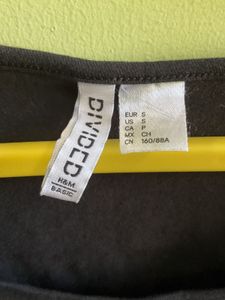 DIVIDED
H&M
BASIC
EUR S
US S
CA P
MX CH
CN 160/88A